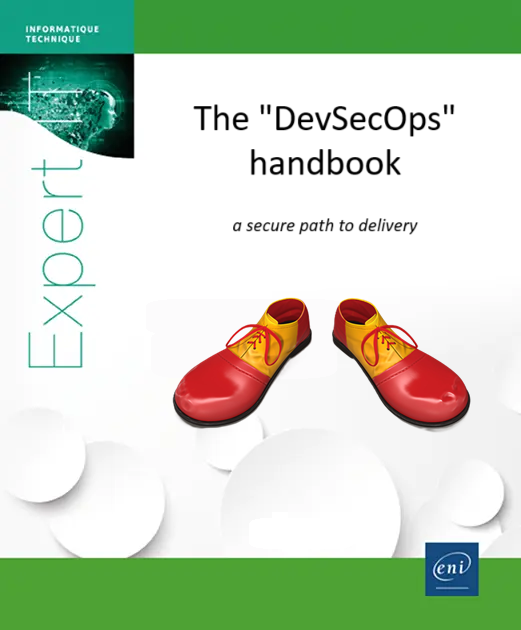 INFORMATIQUE
TECHNIQUE
Expert IT
The "DevSecOps"
handbook
a secure path to delivery
eni